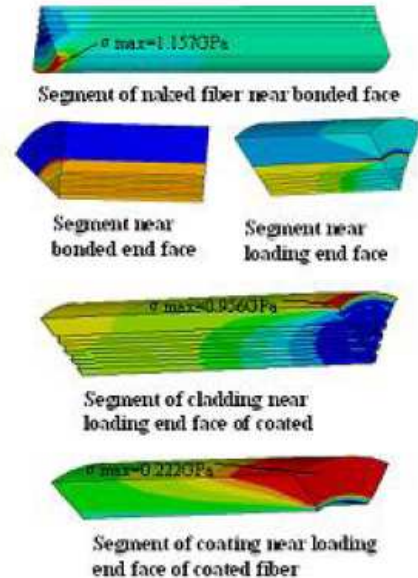 σ max=1.157GPa
Segment of naked fiber near bonded face
Segment near
bonded end face
Segment near
loading end face
σ max=0.956GPa
Segment of cladding near
loading end face of coated
σ max=0.222GPa
Segment of coating near loading
end face of coated fiber